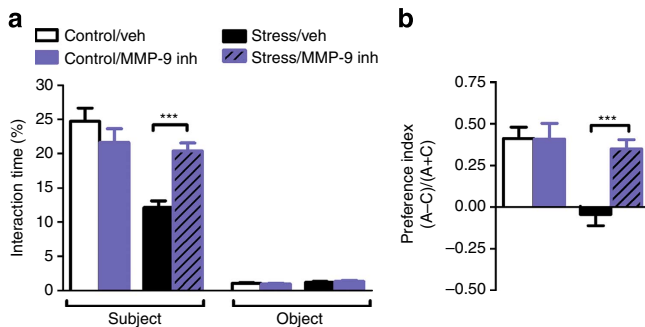 a
Control/veh
Stress/veh
Control/MMP-9 inh
Stress/MMP-9 inh
Interaction time (%)
30
25
20
15
10
5
0
***
Subject
Object
b
Preference index
(A–C)/(A+C)
0.75
0.50
0.25
0.00
–0.25
–0.50
***